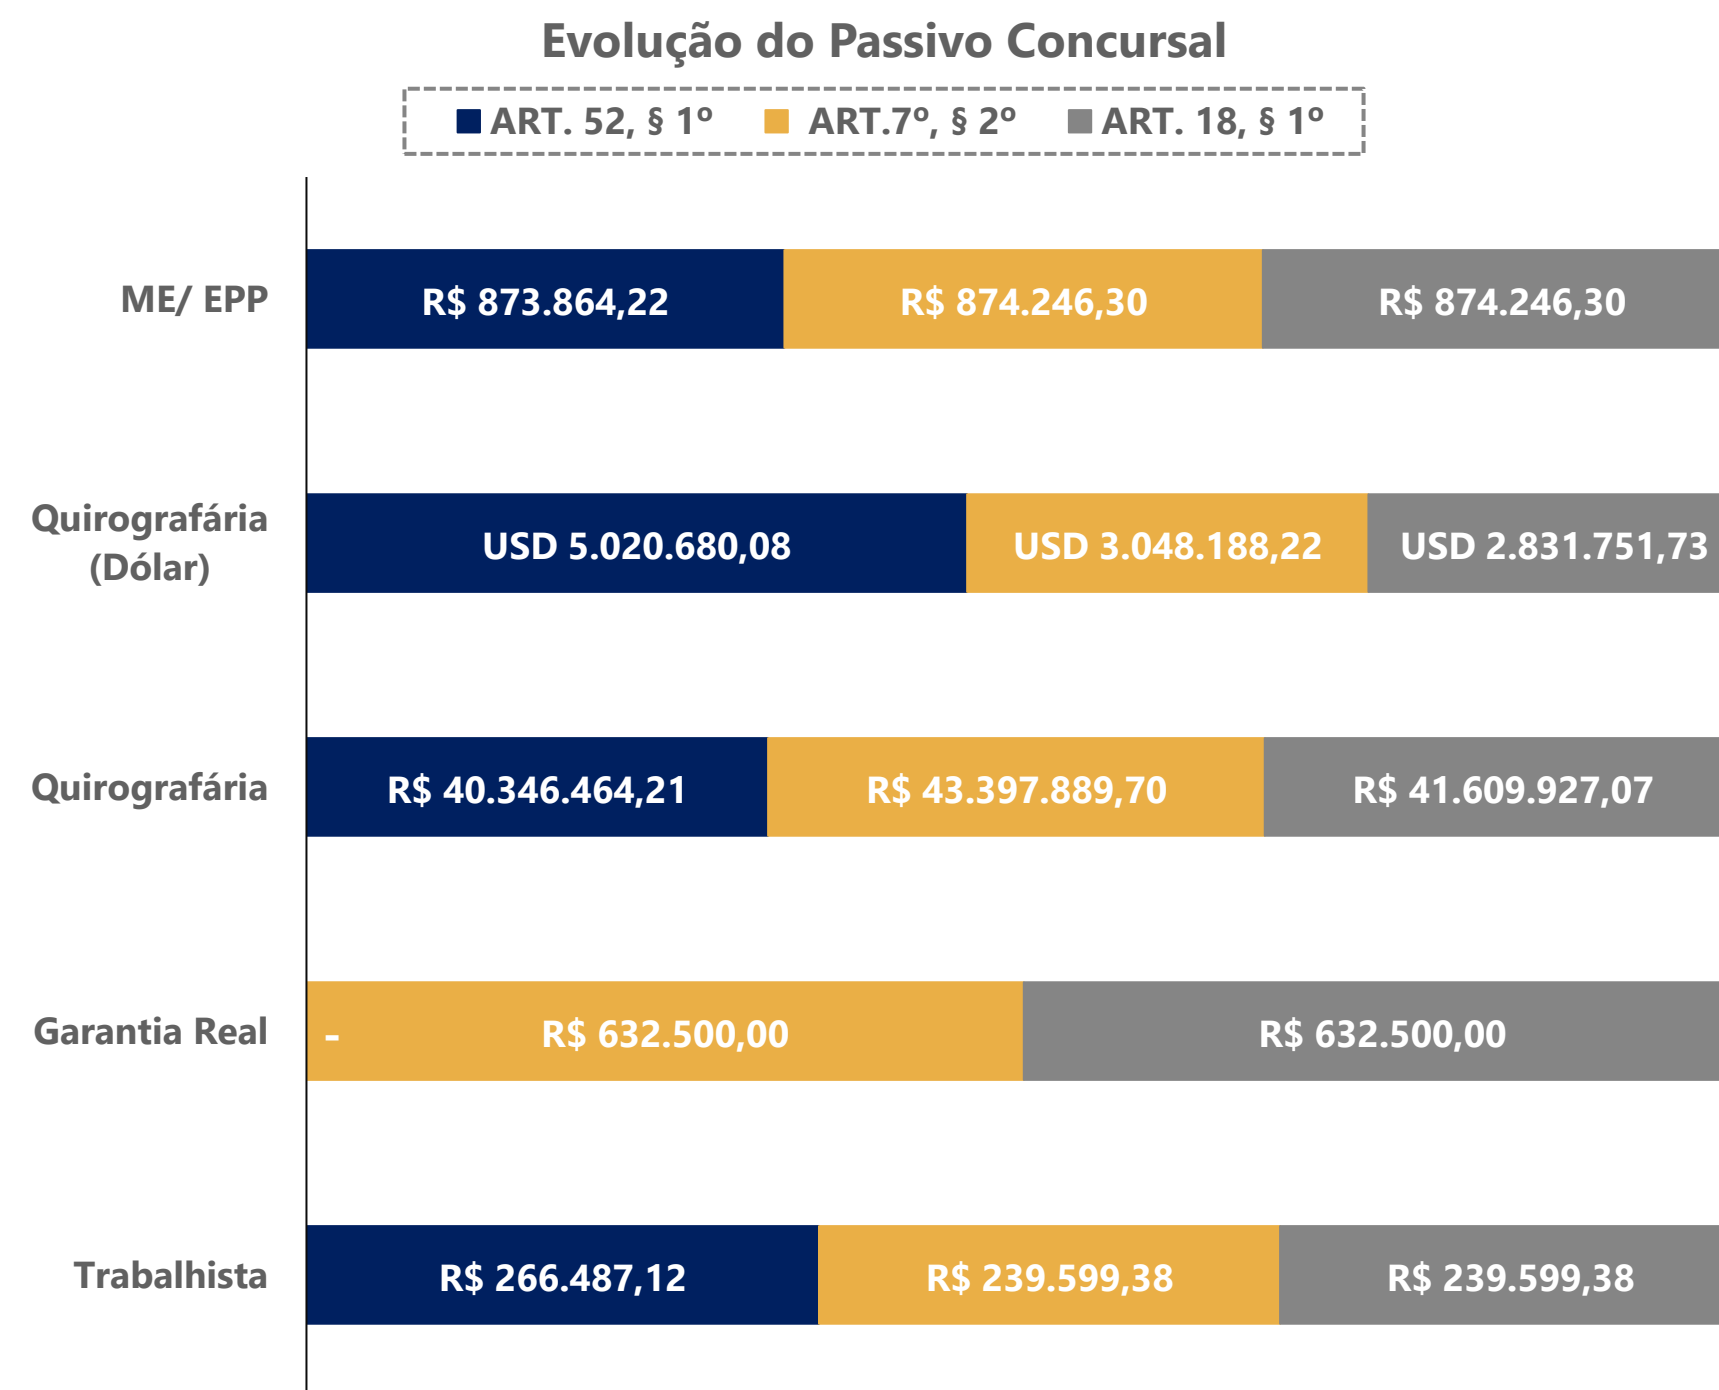 Evolução do Passivo Concursal
ART. 52, § 1º ART.7º, § 2º ART. 18, § 1º
ME/ EPP R$ 873.864,22 R$ 874.246,30 R$ 874.246,30
Quirografária
(Dólar) USD 5.020.680,08 USD 3.048.188,22 USD 2.831.751,73
Quirografária R$ 40.346.464,21 R$ 43.397.889,70 R$ 41.609.927,07
Garantia Real - R$ 632.500,00 R$ 632.500,00
Trabalhista R$ 266.487,12 R$ 239.599,38 R$ 239.599,38